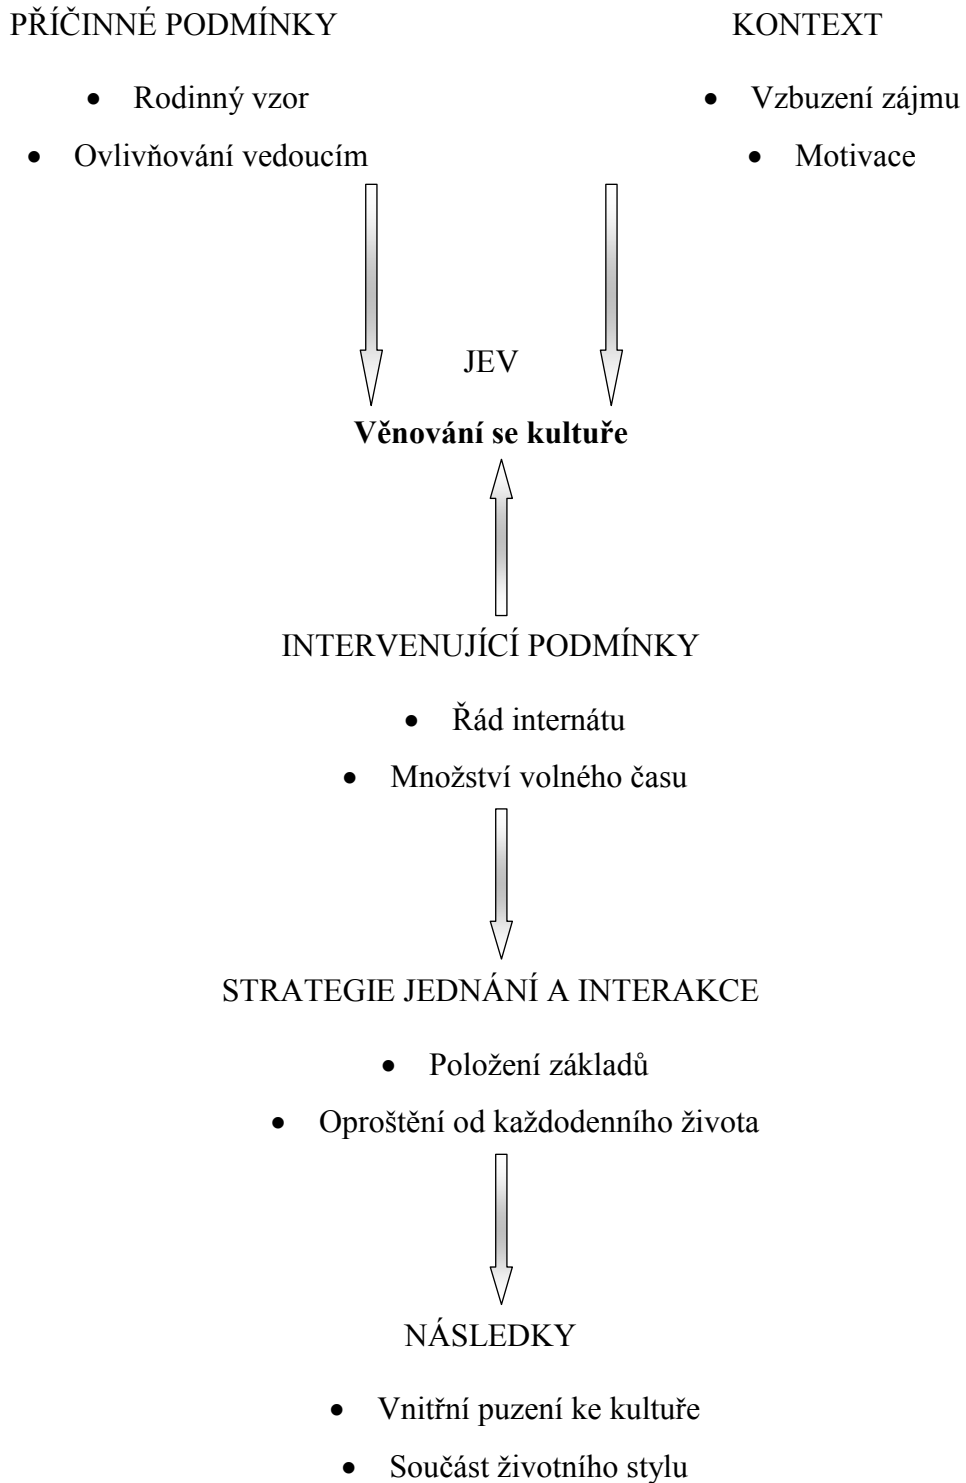 PŘÍČINNÉ PODMÍNKY
• Rodinný vzor
• Ovlivňování vedoucím
KONTEXT
• Vzbuzení zájmu
• Motivace
JEV
Věnování se kultuře
INTERVENUJÍCÍ PODMÍNKY
• Řád internátu
• Množství volného času
STRATEGIE JEDNÁNÍ A INTERAKCE
• Položení základů
• Oproštění od každodenního života
NÁSLEDKY
• Vnitřní puzení ke kultuře
• Součást životního stylu